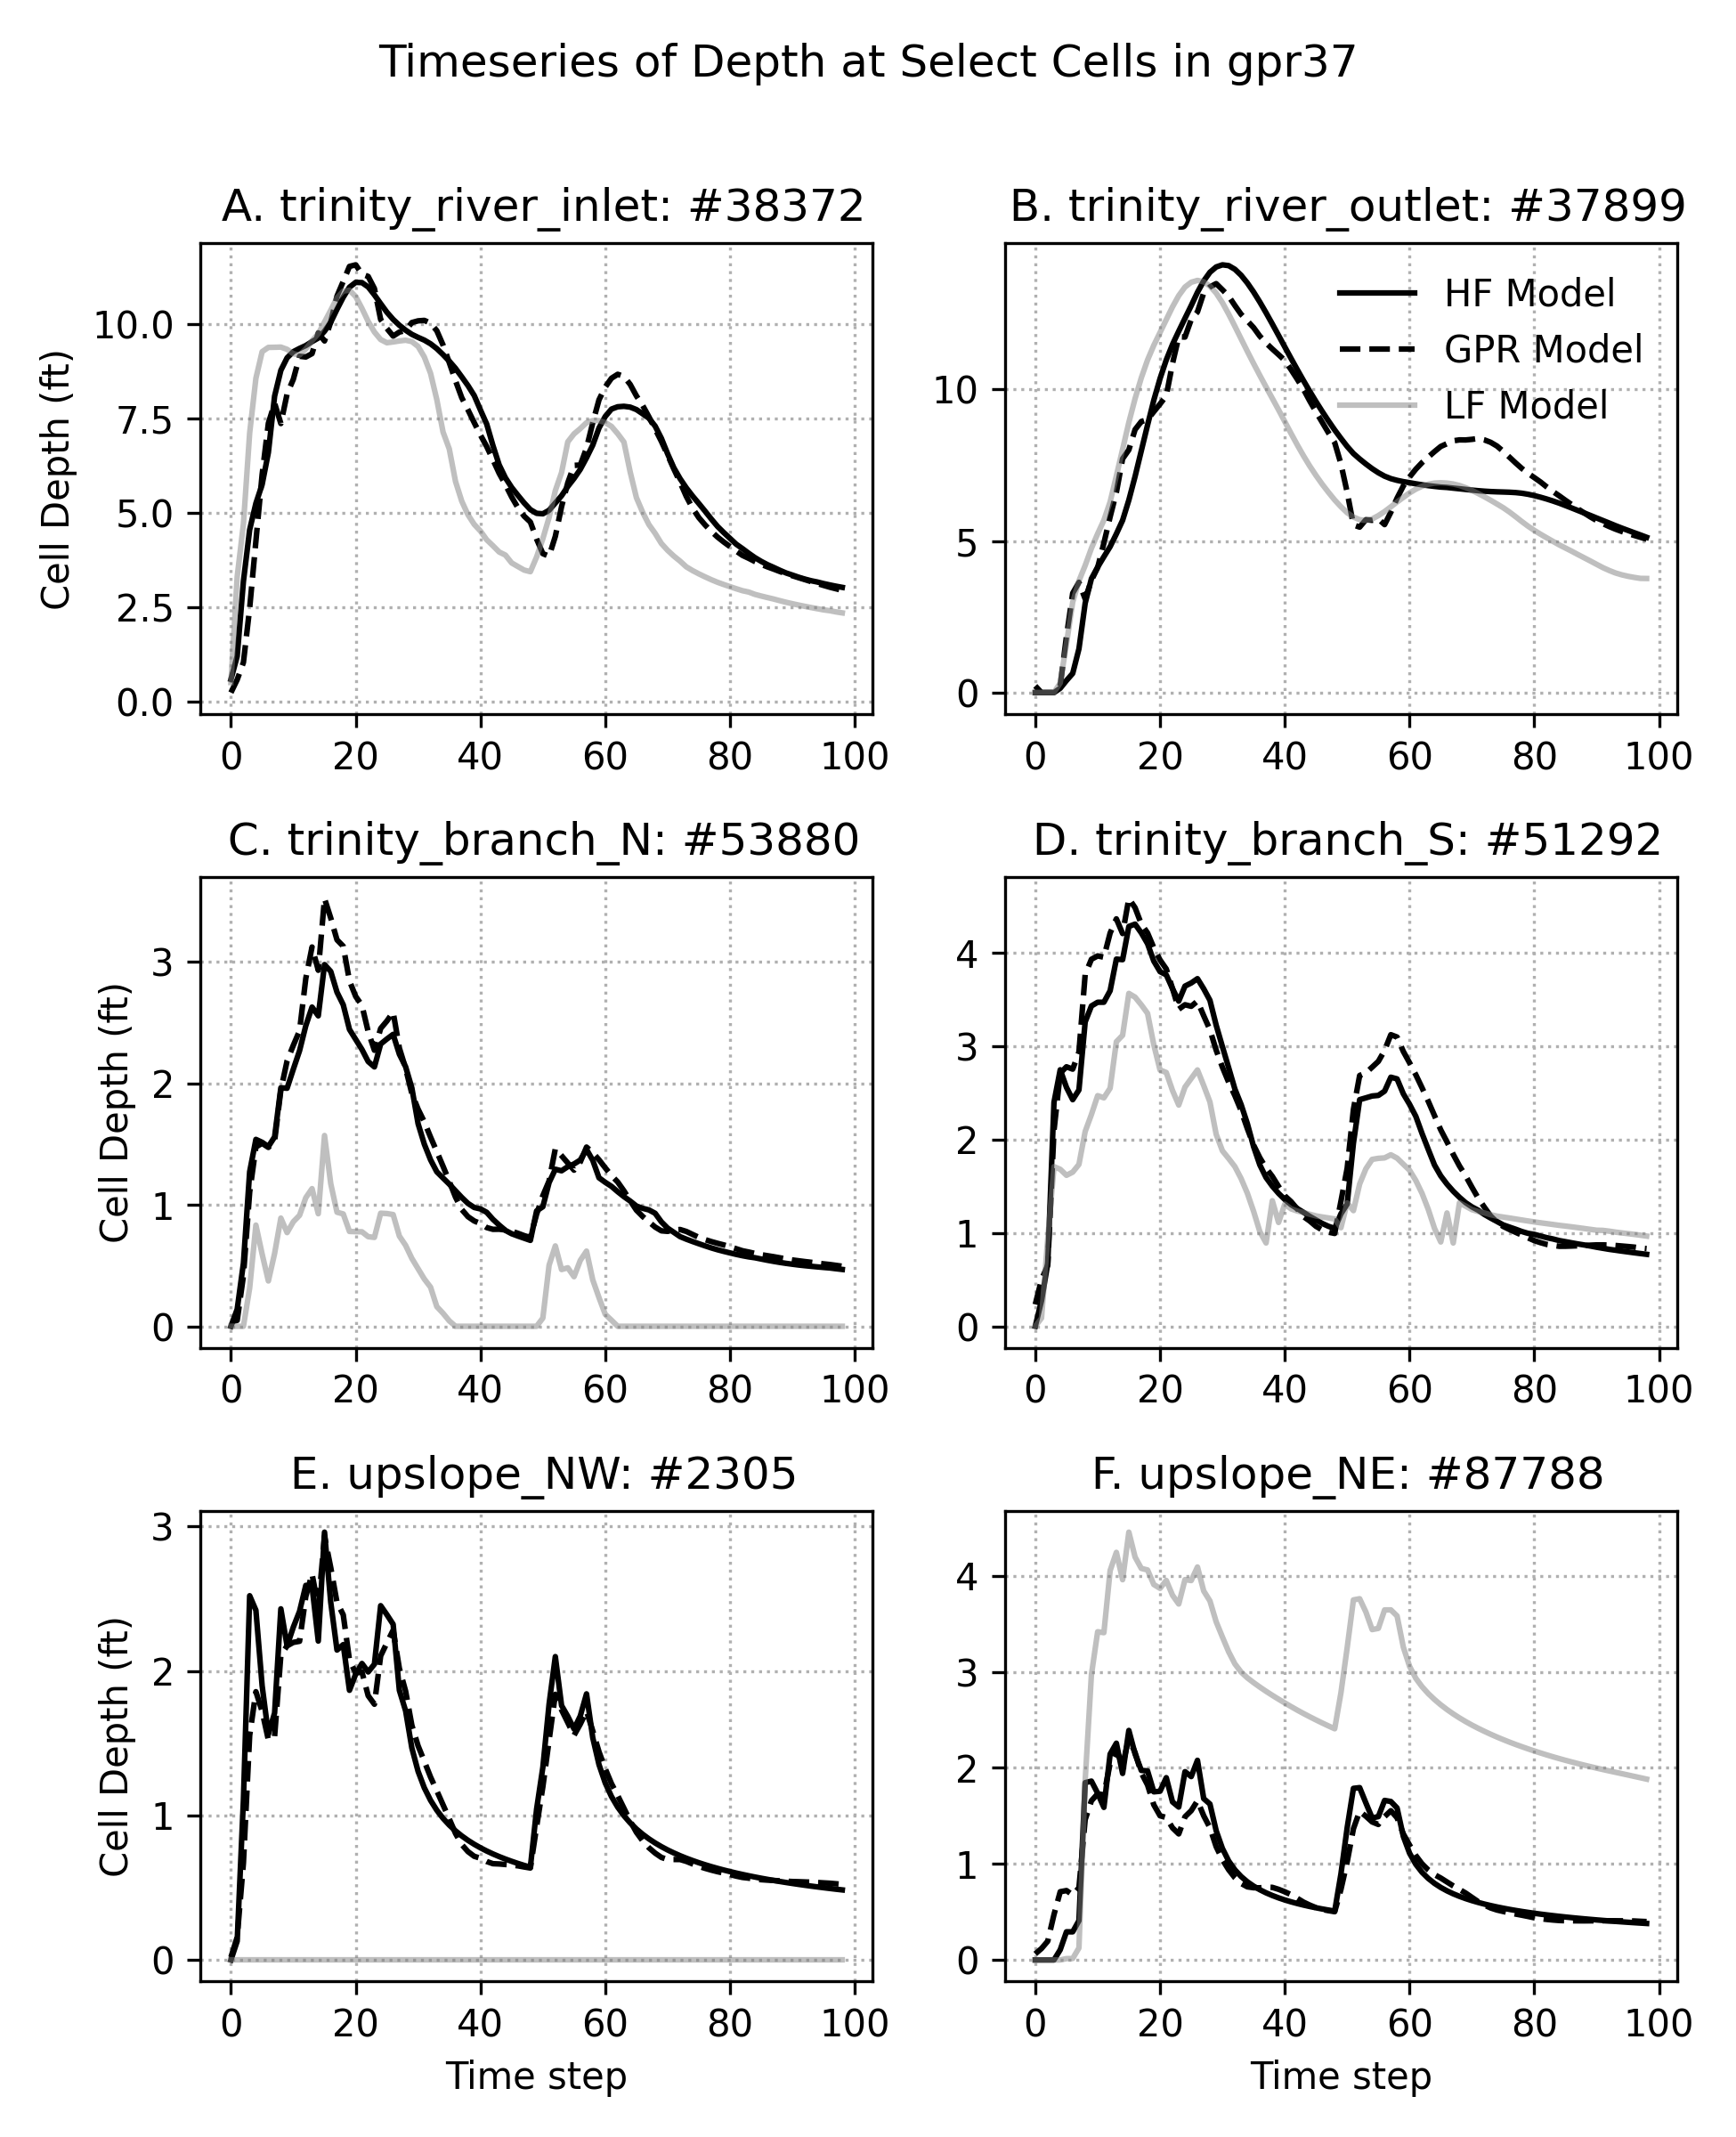 Timeseries of Depth at Select Cells in gpr37
A. trinity_river_inlet: #38372
Cell Depth (ft)
10.0
7.5
5.0
2.5
0.0
0 20 40 60 80 100
B. trinity_river_outlet: #37899
HF Model
GPR Model
LF Model
10
5
0
0 20 40 60 80 100
C. trinity_branch_N: #53880
Cell Depth (ft)
3
2
1
0
0 20 40 60 80 100
D. trinity_branch_S: #51292
4
3
2
1
0
0 20 40 60 80 100
E. upslope_NW: #2305
Cell Depth (ft)
3
2
1
0
0 20 40 60 80 100
Time step
F. upslope_NE: #87788
4
3
2
1
0
0 20 40 60 80 100
Time step